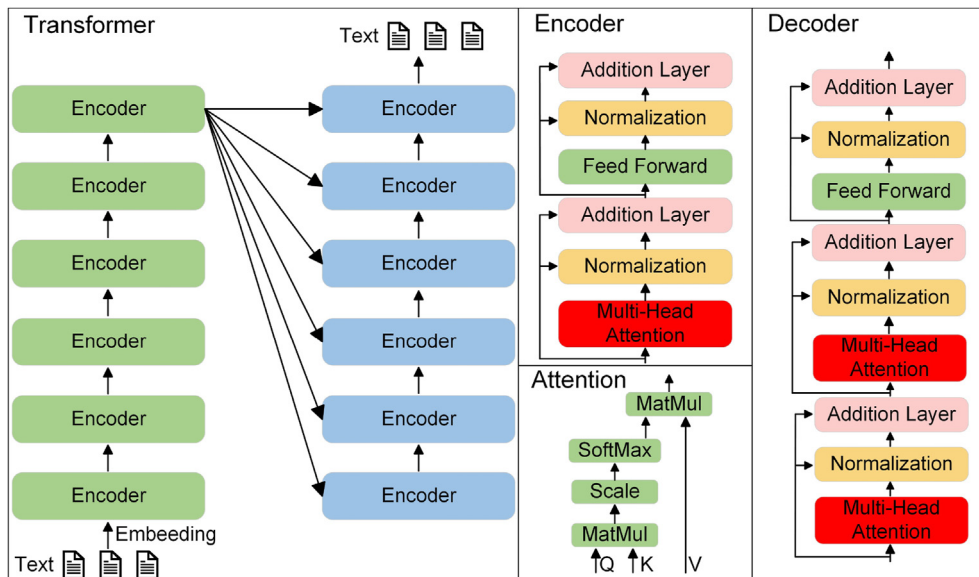 Transformer
Text
Encoder
Encoder
Encoder
Encoder
Encoder
Encoder
Embeeding
Text
Encoder
Encoder
Encoder
Encoder
Encoder
Encoder
Encoder
Addition Layer
Normalization
Feed Forward
Addition Layer
Normalization
Multi-Head
Attention
Attention
MatMul
SoftMax
Scale
MatMul
Q K V
Decoder
Addition Layer
Normalization
Feed Forward
Addition Layer
Normalization
Multi-Head
Attention
Addition Layer
Normalization
Multi-Head
Attention